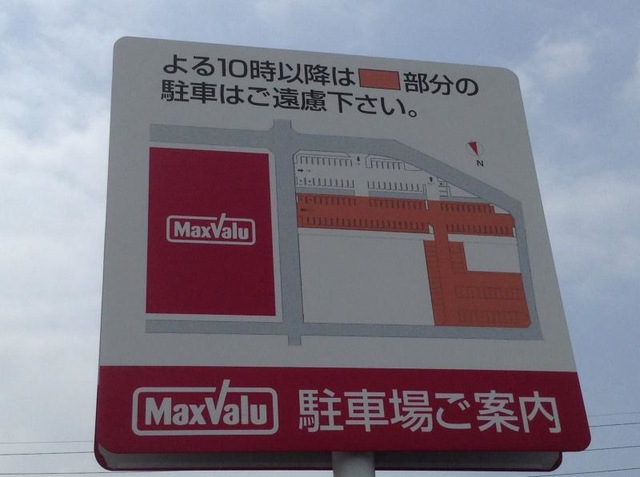 よる10時以降は 部分の
駐車はご遠慮下さい。
N
MaxValu
MaxValu 駐車場ご案内